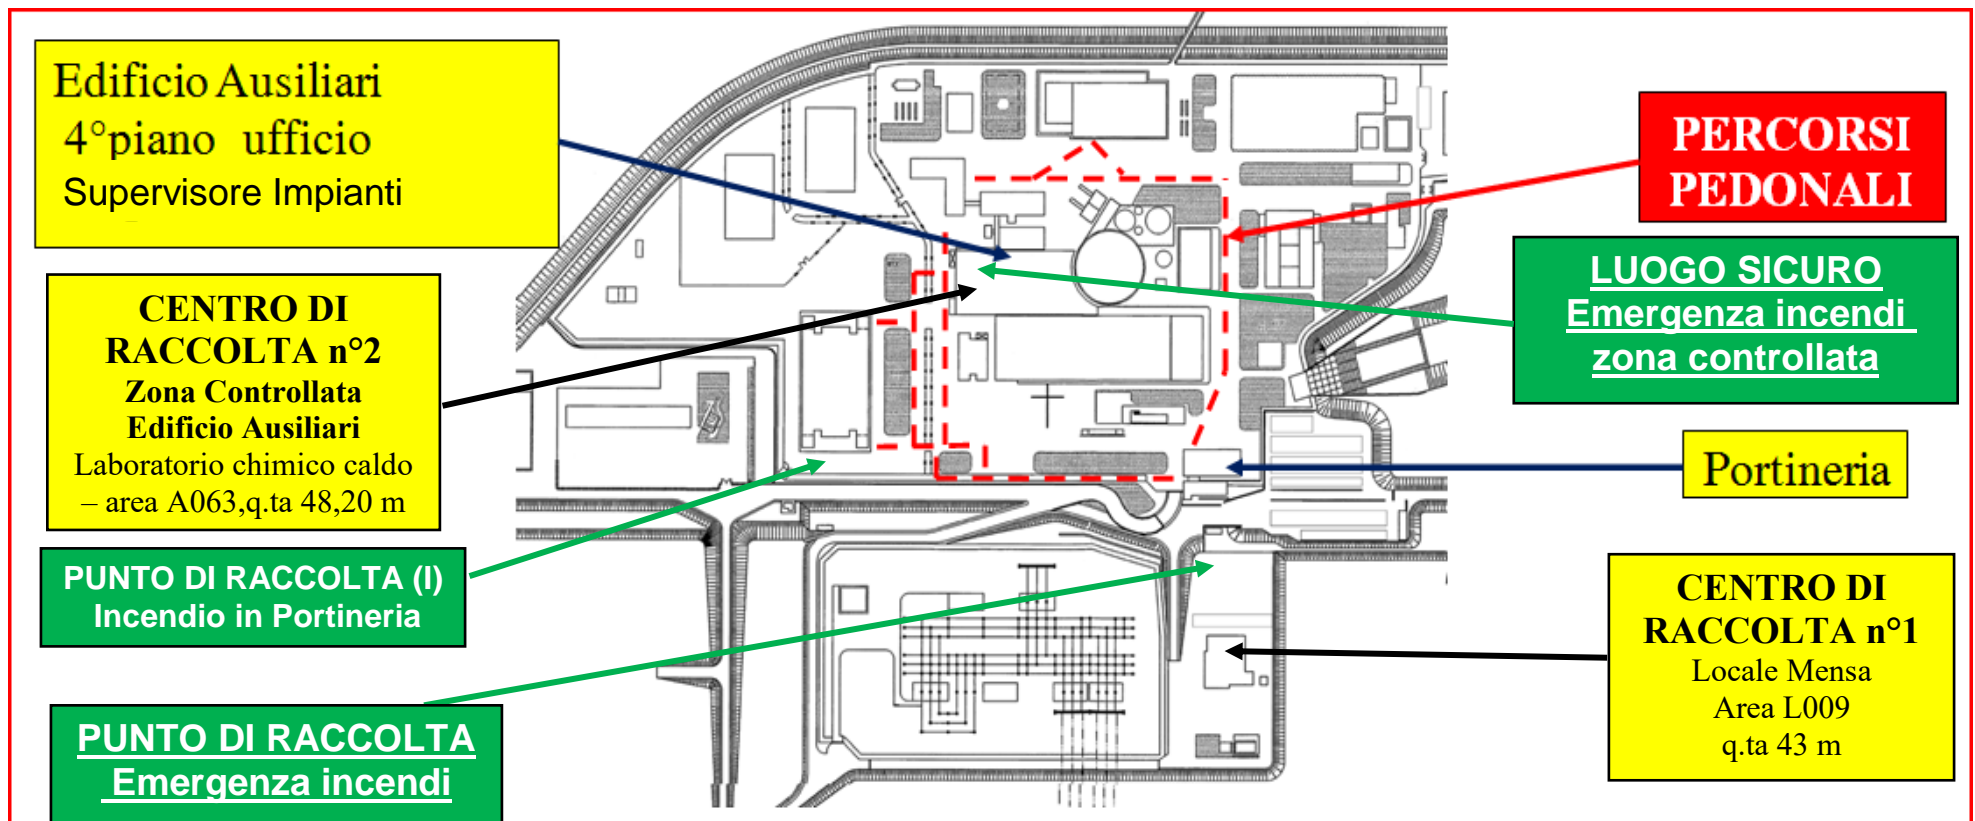 Edificio Ausiliari
4°piano ufficio
Supervisore Impianti
CENTRO DI
RACCOLTA n°2
Zona Controllata
Edificio Ausiliari
Laboratorio chimico caldo
– area A063,q.ta 48,20 m
PUNTO DI RACCOLTA (I)
Incendio in Portineria
PUNTO DI RACCOLTA
Emergenza incendi
PERCORSI
PEDONALI
LUOGO SICURO
Emergenza incendi
zona controllata
Portineria
CENTRO DI
RACCOLTA n°1
Locale Mensa
Area L009
q.ta 43 m